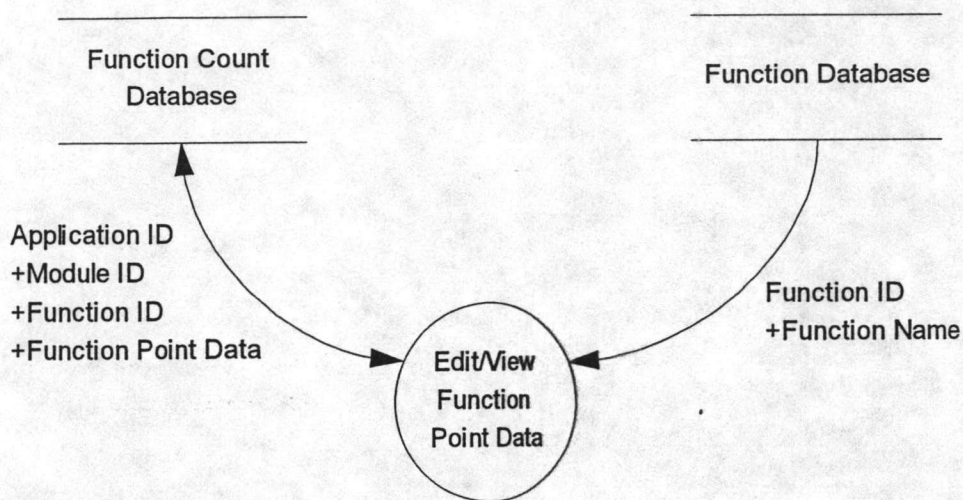 Function Count
Database
Function Database
Application ID
+Module ID
+Function ID
+Function Point Data
Function ID
+Function Name
Edit/View
Function
Point Data